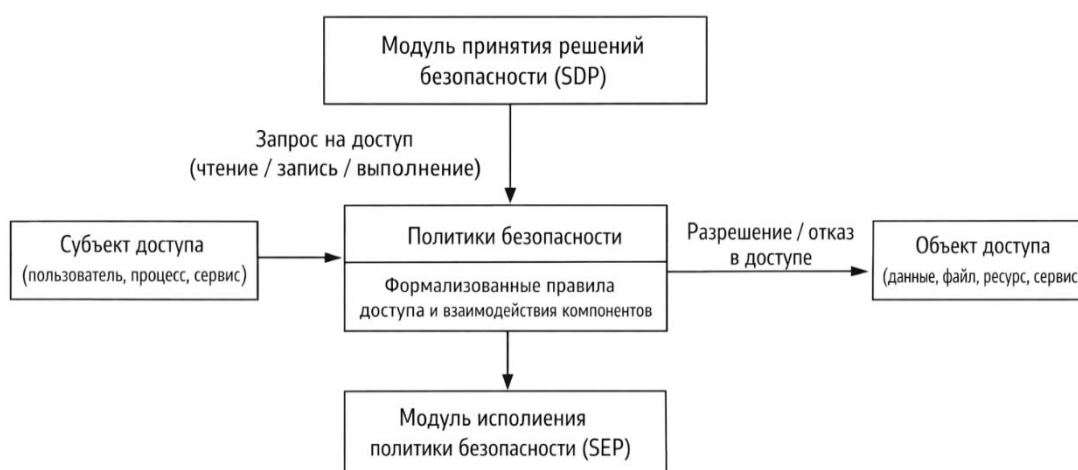 Модуль принятия решений
безопасности (SDP)
Запрос на доступ
(чтение / запись / выполнение)
Субъект доступа
(пользователь, процесс, сервис)
Политики безопасности
Формализованные правила
доступа и взаимодействия компонентов
Разрешение / отказ
в доступе
Объект доступа
(данные, файл, ресурс, сервис
Модуль исполиения
политики безопасности (SEP)